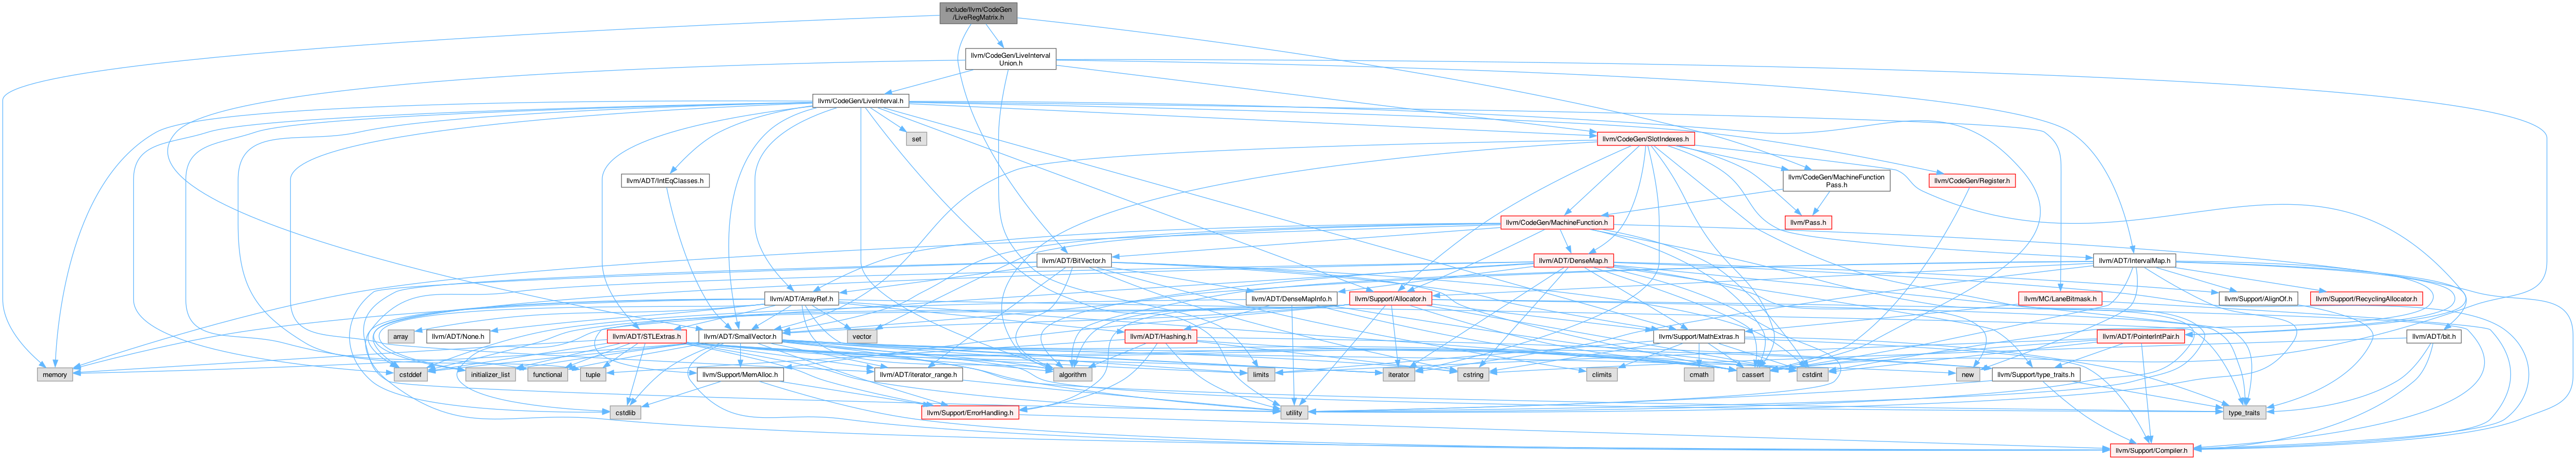 include/llvm/CodeGen
/LiveRegMatrix.h
llvm/CodeGen/LiveInterval
Union.h
llvm/CodeGen/LiveInterval.h
set
llvm/CodeGen/SlotIndexes.h
llvm/ADT/IntEqClasses.h
llvm/CodeGen/MachineFunction
Pass.h
llvm/CodeGen/Register.h
llvm/CodeGen/MachineFunction.h
llvm/Pass.h
llvm/ADT/BitVector.h
llvm/ADT/DenseMap.h
llvm/ADT/IntervalMap.h
llvm/ADT/ArrayRef.h
llvm/ADT/DenseMapInfo.h
llvm/Support/Allocator.h
llvm/MC/LaneBitmask.h
llvm/Support/AlignOf.h
llvm/Support/RecyclingAllocator.h
array
llvm/ADT/None.h
llvm/ADT/STLExtras.h
llvm/ADT/SmallVector.h
vector
llvm/ADT/Hashing.h
llvm/Support/MathExtras.h
llvm/ADT/PointerIntPair.h
llvm/ADT/bit.h
memory
cstddef
initializer_list
functional
tuple
llvm/Support/MemAlloc.h
algorithm
llvm/ADT/iterator_range.h
limits
iterator
cstring
climits
cmath
cassert
cstdint
new
llvm/Support/type_traits.h
cstdlib
llvm/Support/ErrorHandling.h
utility
type_traits
llvm/Support/Compiler.h